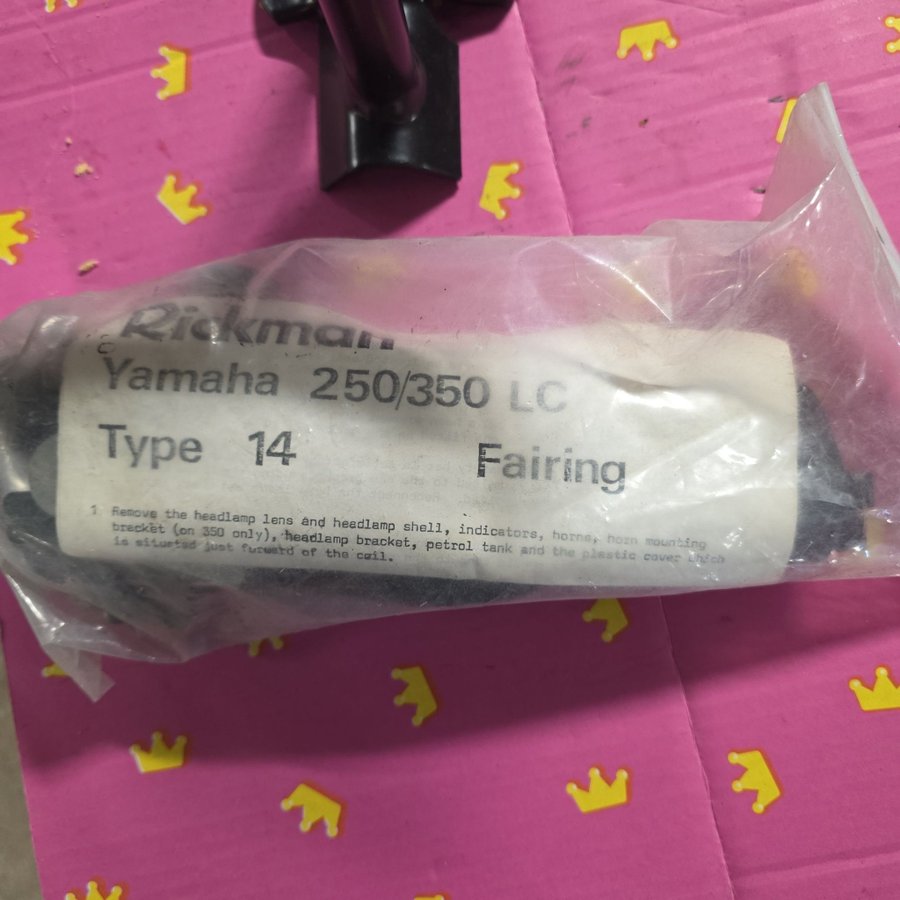 Rickman
Yamaha 250/350 LC
Type 14 Fairing
1. Remove the headlamp lens and headlamp shell, indicators, horns, horn mounting
bracket (on 350 only), headlamp bracket, petrol tank and the plastic cover which
is situated just forward of the coil.